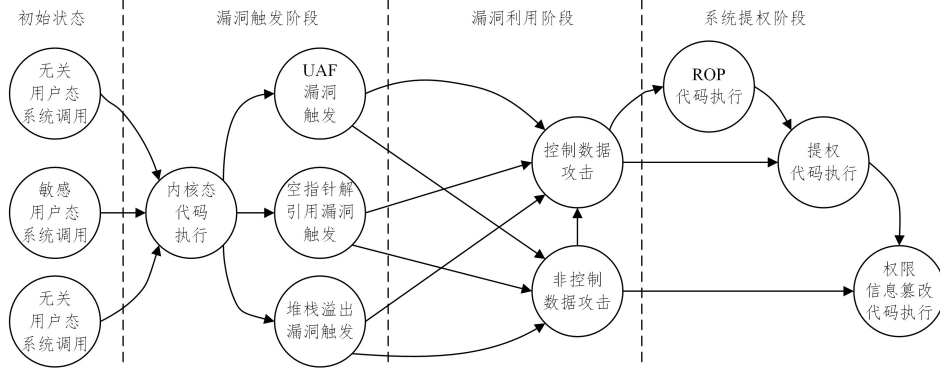 初始状态
漏洞触发阶段
漏洞利用阶段
系统提权阶段
无关
用户态
系统调用
敏感
用户态
系统调用
无关
用户态
系统调用
内核态
代码
执行
UAF
漏洞
触发
空指针解
引用漏洞
触发
堆栈溢出
漏洞触发
控制数据
攻击
非控制
数据攻击
ROP
代码执行
提权
代码执行
权限
信息篡改
代码执行